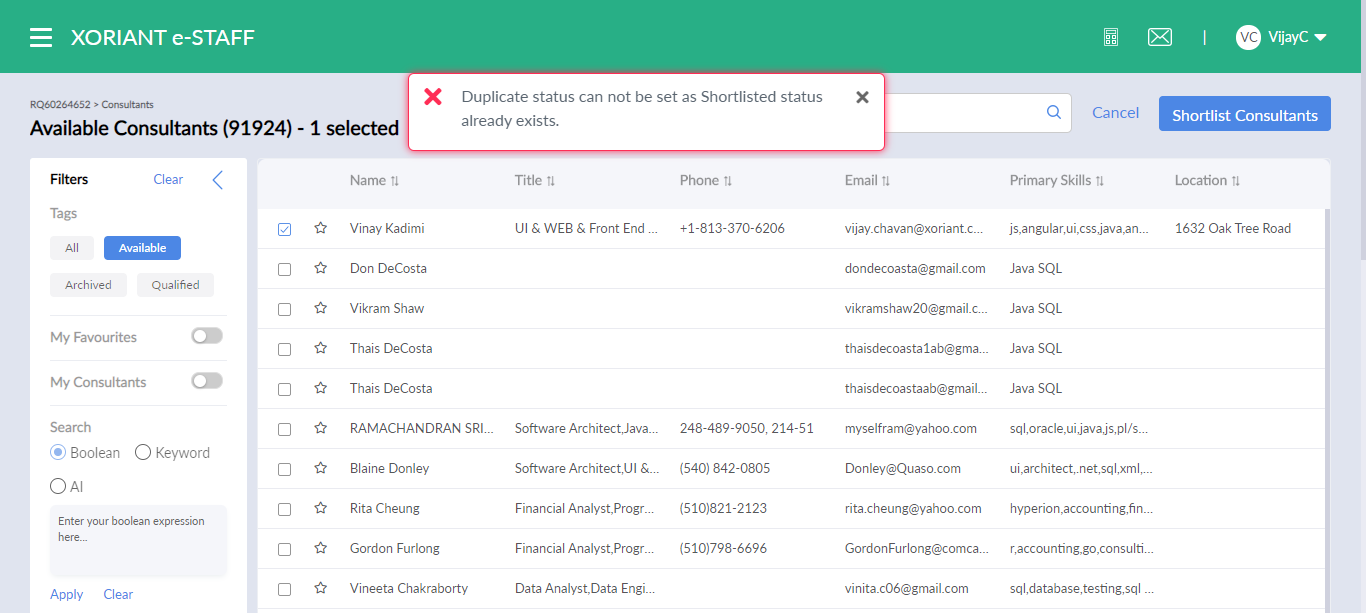 XORIANT e-STAFF
|
VC VijayC
Duplicate status can not be set as Shortlisted status
already exists.
RQ60264652 > Consultants
Available Consultants (91924) - 1 selected
Cancel
Shortlist Consultants
Filters Clear
Tags
All Available
Archived Qualified
My Favourites
My Consultants
Search
Boolean Keyword
AI
Enter your boolean expression
here...
Apply Clear
Name Title Phone Email Primary Skills Location
Vinay Kadimi UI & WEB & Front End ... +1-813-370-6206 vijay.chavan@xoriant.c... js,angular,ui,css,java,an... 1632 Oak Tree Road
Don DeCosta dondecoasta@gmail.com Java SQL
Vikram Shaw vikramshaw20@gmail.c... Java SQL
Thais DeCosta thaisdecoasta1ab@gma... Java SQL
Thais DeCosta thaisdecoastaab@gmail... Java SQL
RAMACHANDRAN SRI... Software Architect,Java... 248-489-9050, 214-51 myselfram@yahoo.com sql,oracle,ui,java,js,pl/s...
Blaine Donley Software Architect,UI &... (540) 842-0805 Donley@Quaso.com ui,architect,.net,sql,xml,...
Rita Cheung Financial Analyst,Progr... (510)821-2123 rita.cheung@yahoo.com hyperion,accounting,fin...
Gordon Furlong Financial Analyst,Progr... (510)798-6696 GordonFurlong@comca... r,accounting,go,consulti...
Vineeta Chakraborty Data Analyst,Data Engi... vinita.c06@gmail.com sql,database,testing,sql ...